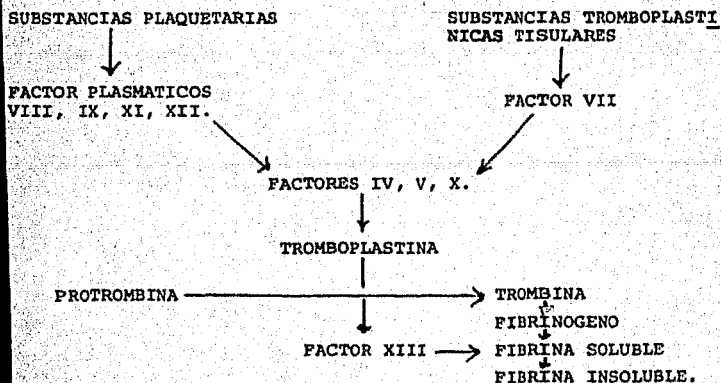 SUBSTANCIAS PLAQUETARIAS
SUBSTANCIAS TROMBOPLASTI
NICAS TISULARES
FACTOR PLASMATICOS
VIII, IX, XI, XII.
FACTOR VII
FACTORES IV, V, X.
TROMBOPLASTINA
PROTROMBINA
TROMBINA
FIBRINOGENO
FACTOR XIII
FIBRINA SOLUBLE
FIBRINA INSOLUBLE.